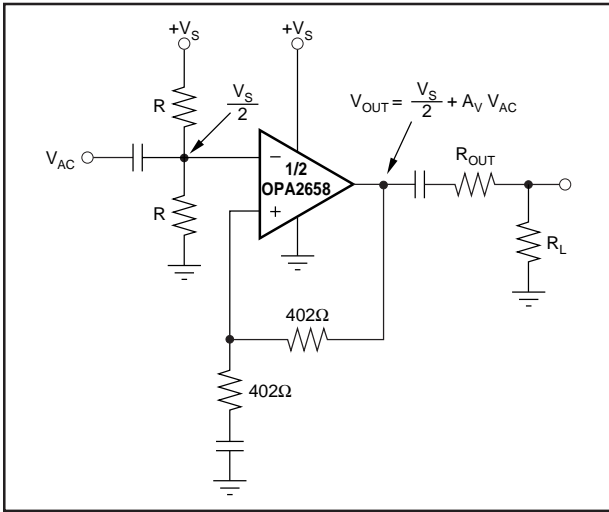 +V_S
+V_S
R
V_S/2
V_OUT = V_S/2 + A_V V_AC
V_AC
–
1/2
OPA2658
+
R
R_OUT
R_L
402Ω
402Ω